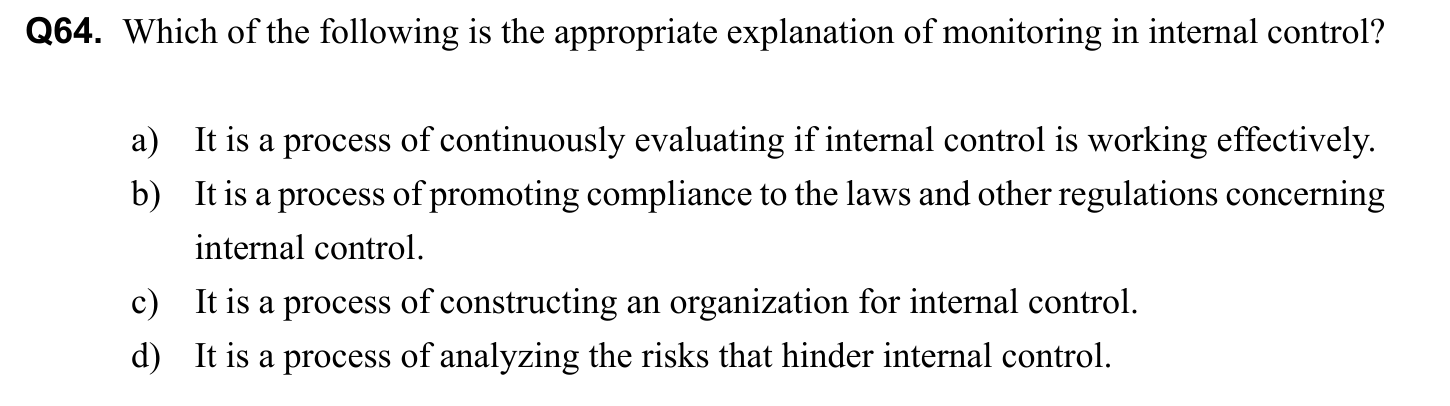 Q64. Which of the following is the appropriate explanation of monitoring in internal control?
a) It is a process of continuously evaluating if internal control is working effectively.
b) It is a process of promoting compliance to the laws and other regulations concerning
internal control.
c) It is a process of constructing an organization for internal control.
d) It is a process of analyzing the risks that hinder internal control.